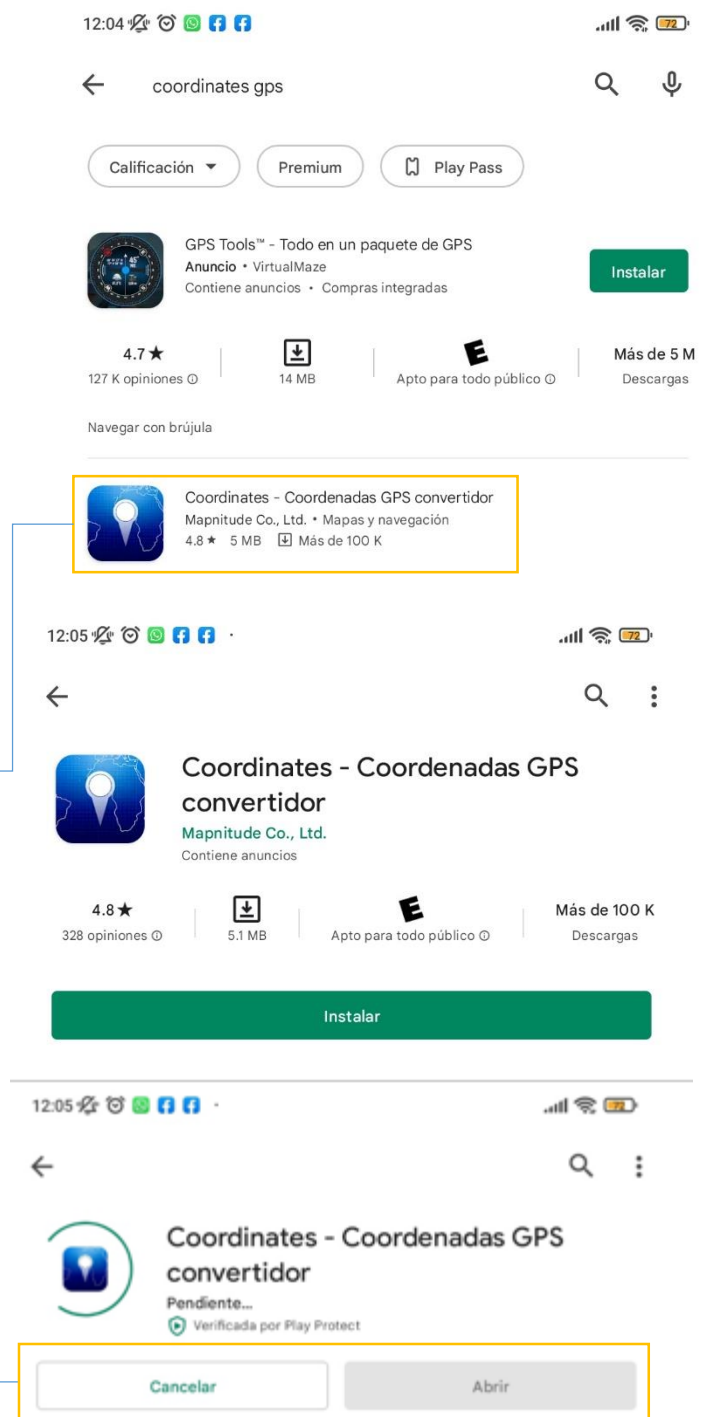 12:04
72
coordinates gps
Calificación
Premium
Play Pass
GPS Tools™ - Todo en un paquete de GPS
Anuncio • VirtualMaze
Contiene anuncios • Compras integradas
Instalar
45°
4.7★
127 K opiniones
14 MB
E
Apto para todo público
Más de 5 M
Descargas
Navegar con brújula
Coordinates - Coordenadas GPS convertidor
Mapnitude Co., Ltd. • Mapas y navegación
4.8 ★ 5 MB Más de 100 K
12:05
72
Coordinates - Coordenadas GPS
convertidor
Mapnitude Co., Ltd.
Contiene anuncios
4.8★
328 opiniones
5.1 MB
E
Apto para todo público
Más de 100 K
Descargas
Instalar
12:05
72
Coordinates - Coordenadas GPS
convertidor
Pendiente...
Verificada por Play Protect
Cancelar
Abrir